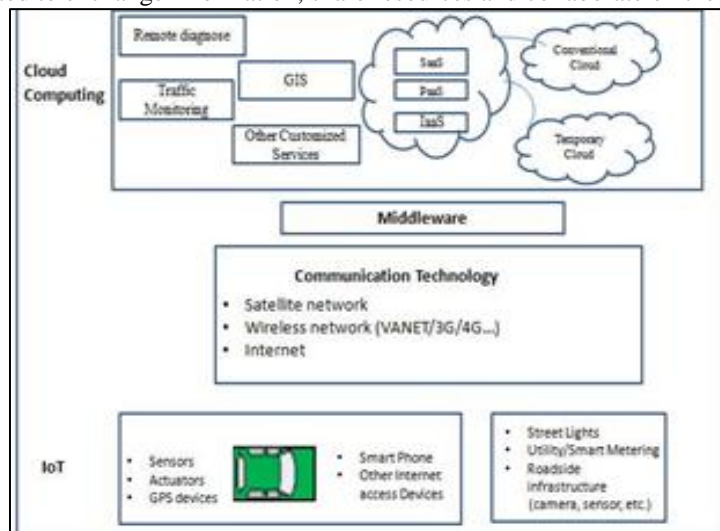 Cloud
Computing
Remote diagnose
Traffic
Monitoring
GIS
Other Customized
Services
SaaS
PaaS
IaaS
Conventional
Cloud
Temporary
Cloud
Middleware
Communication Technology
• Satellite network
• Wireless network (VANET/3G/4G...)
• Internet
IoT
• Sensors
• Actuators
• GPS devices
• Smart Phone
• Other Internet
access Devices
• Street Lights
• Utility/Smart Metering
• Roadside
infrastructure
(camera, sensor, etc.)